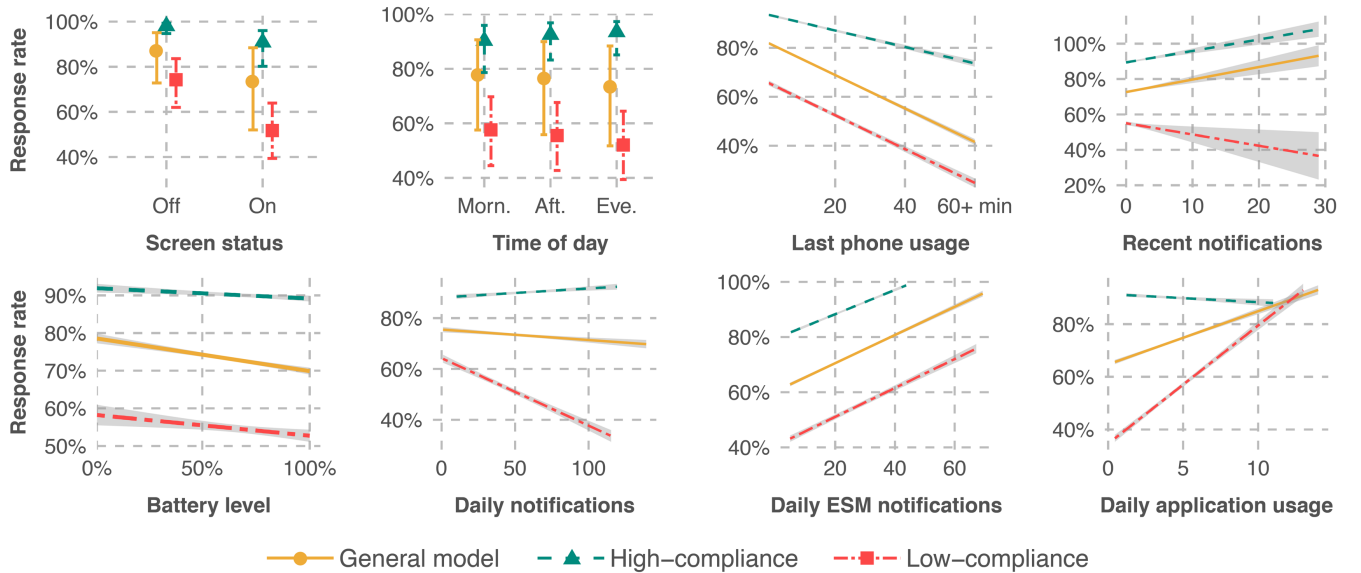 Response rate
100%
80%
60%
40%
Off
On
Screen status
100%
80%
60%
40%
Morn.
Aft.
Eve.
Time of day
80%
60%
40%
20
40
60+ min
Last phone usage
100%
80%
60%
40%
20%
0
10
20
30
Recent notifications
Response rate
90%
80%
70%
60%
50%
0%
50%
100%
Battery level
80%
60%
40%
0
50
100
Daily notifications
100%
80%
60%
40%
20
40
60
Daily ESM notifications
80%
60%
40%
0
5
10
Daily application usage
General model
High−compliance
Low−compliance